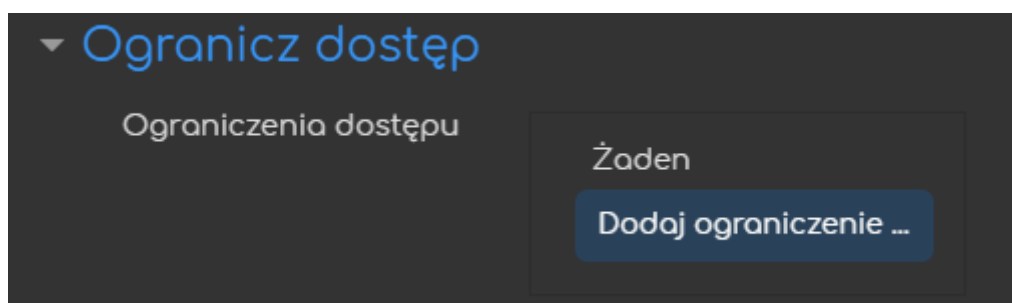 Ogranicz dostęp
Ograniczenia dostępu
Żaden
Dodaj ograniczenie ...